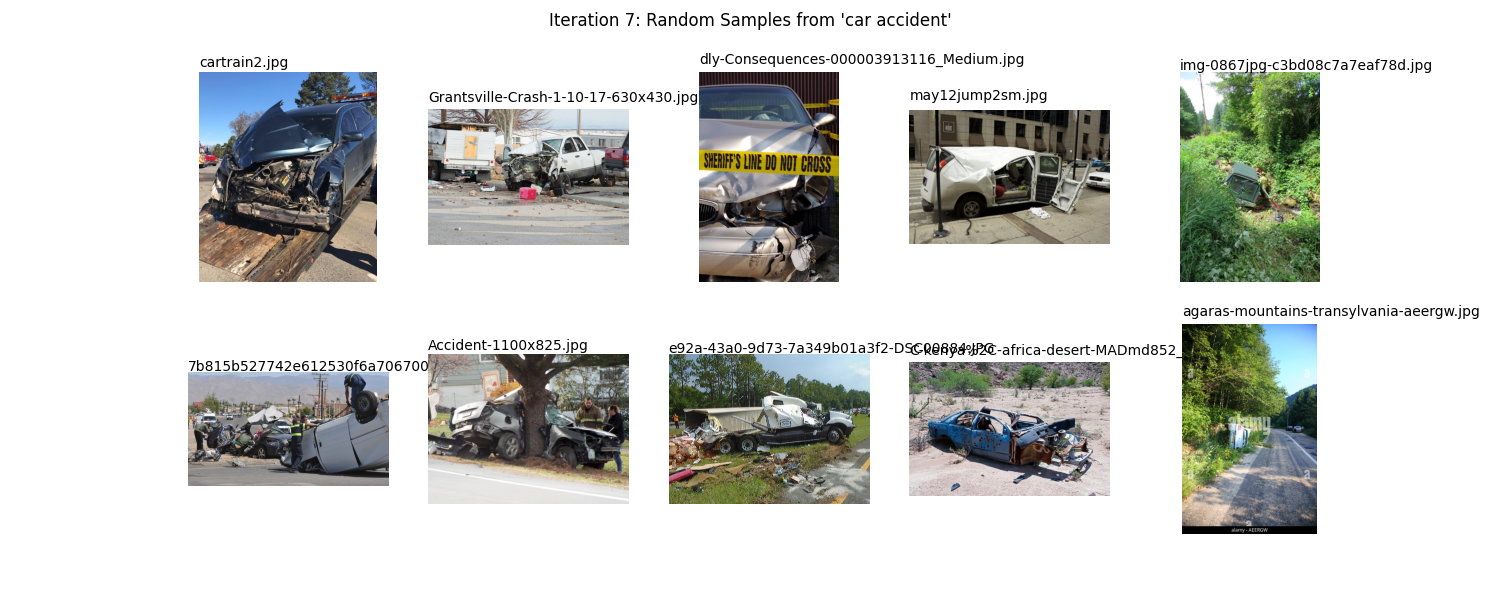 Iteration 7: Random Samples from 'car accident'
cartrain2.jpg
Grantsville-Crash-1-10-17-630x430.jpg
dly-Consequences-000003913116_Medium.jpg
may12jump2sm.jpg
img-0867jpg-c3bd08c7a7eaf78d.jpg
SHERIFF'S LINE DO NOT CROSS
7b815b527742e612530f6a706700
Accident-1100x825.jpg
e92a-43a0-9d73-7a349b01a3f2-DSC00884.JPG
C-kenya%2C-africa-desert-MADmd852_
agaras-mountains-transylvania-aeergw.jpg
alamy
alamy - AEERGW